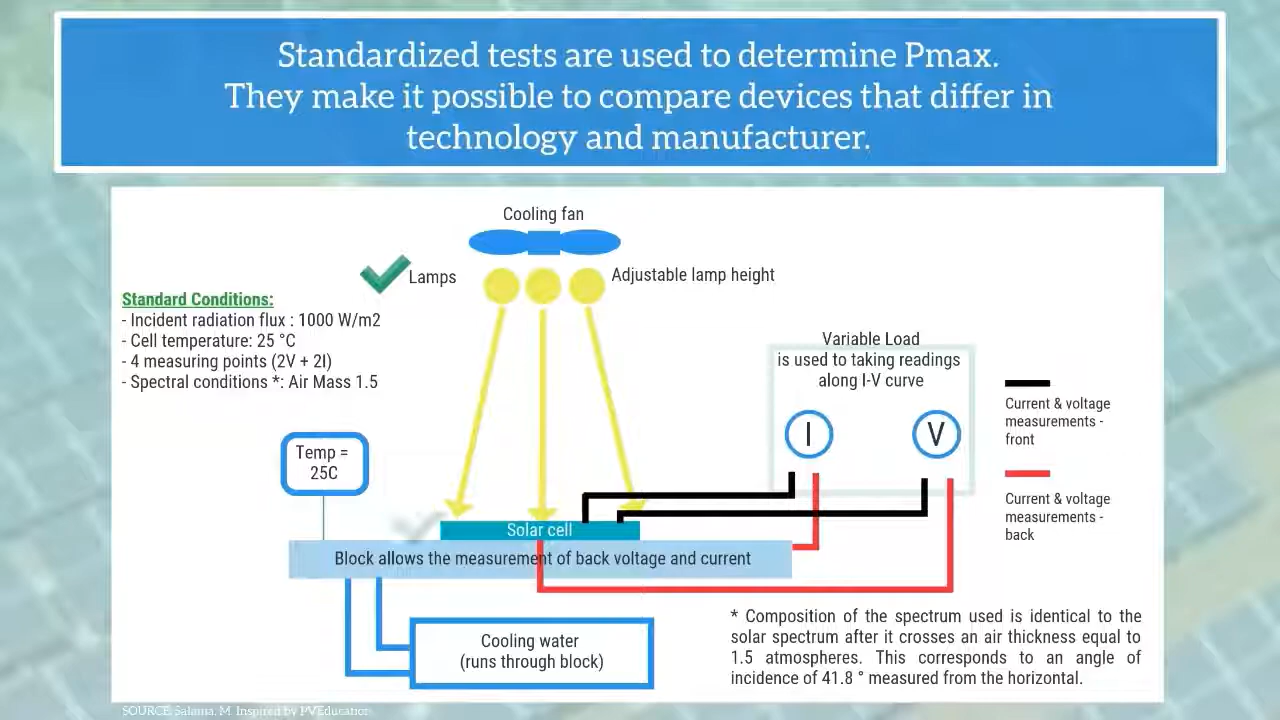 Standardized tests are used to determine Pmax.
They make it possible to compare devices that differ in
technology and manufacturer.
Cooling fan
Lamps
Adjustable lamp height
Standard Conditions:
- Incident radiation flux : 1000 W/m2
- Cell temperature: 25 °C
- 4 measuring points (2V + 2I)
- Spectral conditions *: Air Mass 1.5
Variable Load
is used to taking readings
along I-V curve
I
V
Current & voltage
measurements -
front
Current & voltage
measurements -
back
Temp =
25C
Solar cell
Block allows the measurement of back voltage and current
Cooling water
(runs through block)
* Composition of the spectrum used is identical to the
solar spectrum after it crosses an air thickness equal to
1.5 atmospheres. This corresponds to an angle of
incidence of 41.8 ° measured from the horizontal.
SOURCE: Salama, M. Inspired by PVEducation